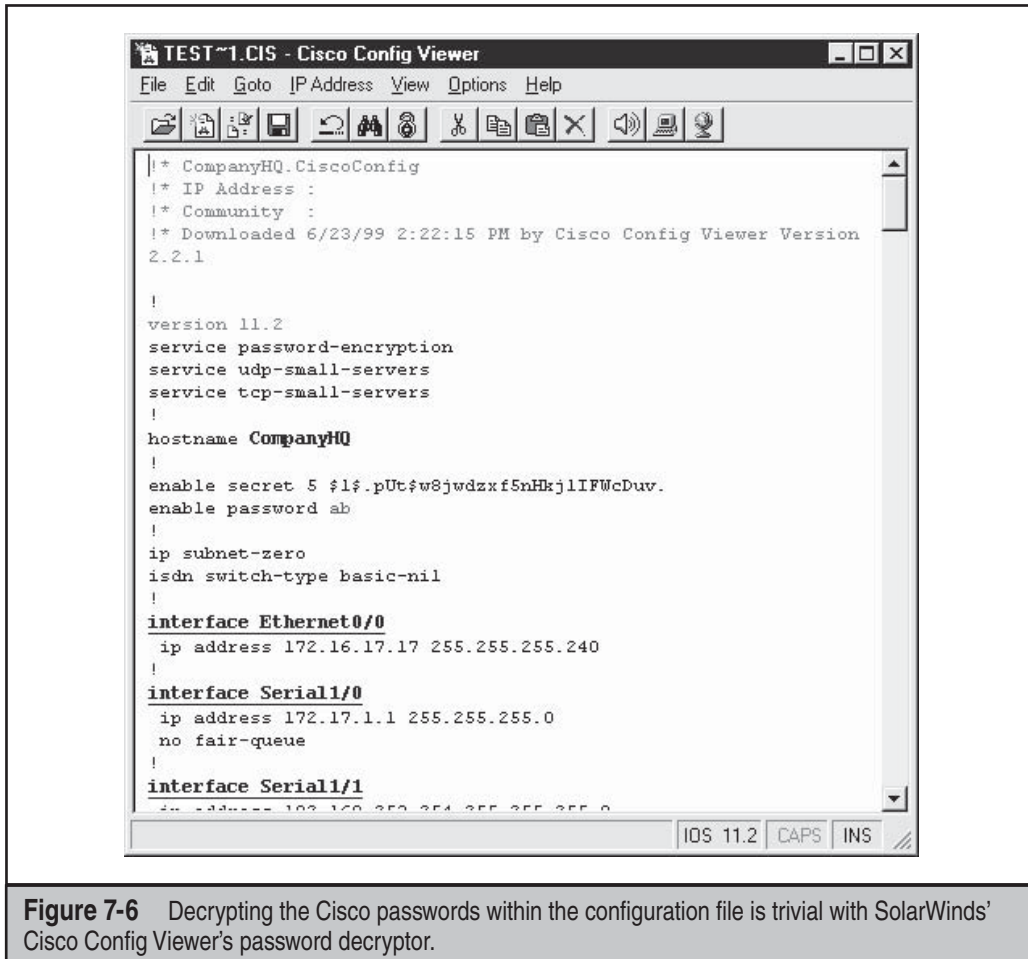 TEST~1.CIS - Cisco Config Viewer
File Edit Goto IP Address View Options Help
!* CompanyHQ.CiscoConfig
!* IP Address :
!* Community :
!* Downloaded 6/23/99 2:22:15 PM by Cisco Config Viewer Version
2.2.1
!
version 11.2
service password-encryption
service udp-small-servers
service tcp-small-servers
!
hostname CompanyHQ
!
enable secret 5 $1$.pUt$w8jwdzxf5nHkj1IFWcDuv.
enable password ab
!
ip subnet-zero
isdn switch-type basic-ni1
!
interface Ethernet0/0
ip address 172.16.17.17 255.255.255.240
!
interface Serial1/0
ip address 172.17.1.1 255.255.255.0
no fair-queue
!
interface Serial1/1
ip address
IOS 11.2 CAPS INS
Figure 7-6 Decrypting the Cisco passwords within the configuration file is trivial with SolarWinds’
Cisco Config Viewer’s password decryptor.